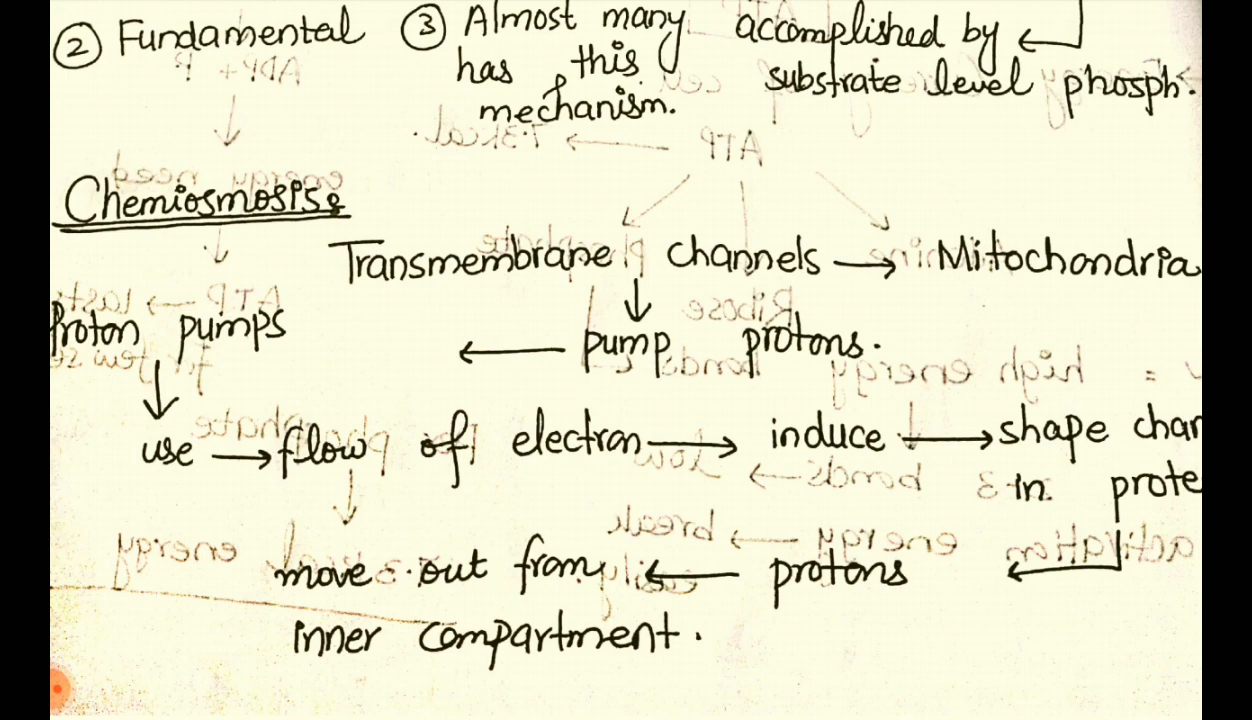 ② Fundamental ③ Almost many accomplished by ←
has this substrate level phosph.
mechanism.
Chemiosmosis:
Transmembrane channels → Mitochondria
↓
Proton pumps ← pump protons.
↓
use → flow of electron → induce → shape chan
in prote
move out from ← protons ←
inner compartment.